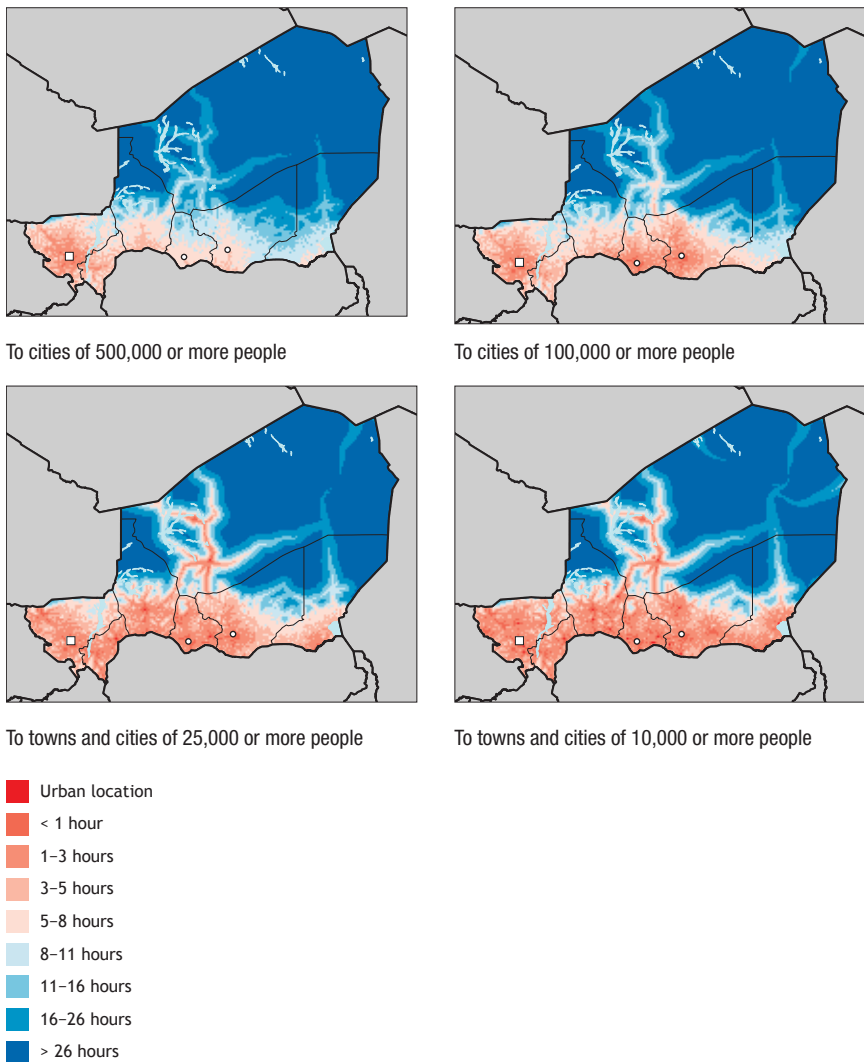 To cities of 500,000 or more people
To cities of 100,000 or more people
To towns and cities of 25,000 or more people
To towns and cities of 10,000 or more people
Urban location
< 1 hour
1–3 hours
3–5 hours
5–8 hours
8–11 hours
11–16 hours
16–26 hours
> 26 hours